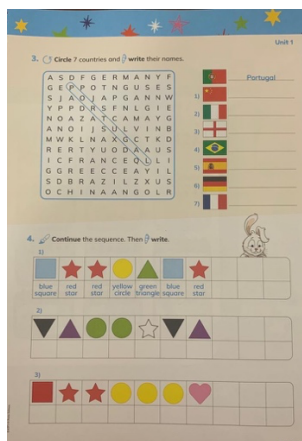 Unit 1
3. Circle 7 countries and write their names.
A S D F G E R M A N Y F
G E P P O T N G U S E S
S J A O J A P G A N N W
Y P P D R S F N L G I E
N O A Z A T C A M A Y G
A N O I J S U L V I N B
M W K L N A X G C T K D
R E R T Y U O D A A U S
I C F R A N C E Q L L I
G G R E E C C E A Y I L
S D B R A Z I L Z X U S
O C H I N A A N G O L R
Portugal
1)
2)
3)
4)
5)
6)
7)
4. Continue the sequence. Then write.
1)
blue square red star red star yellow circle green triangle blue square red star
2)
3)